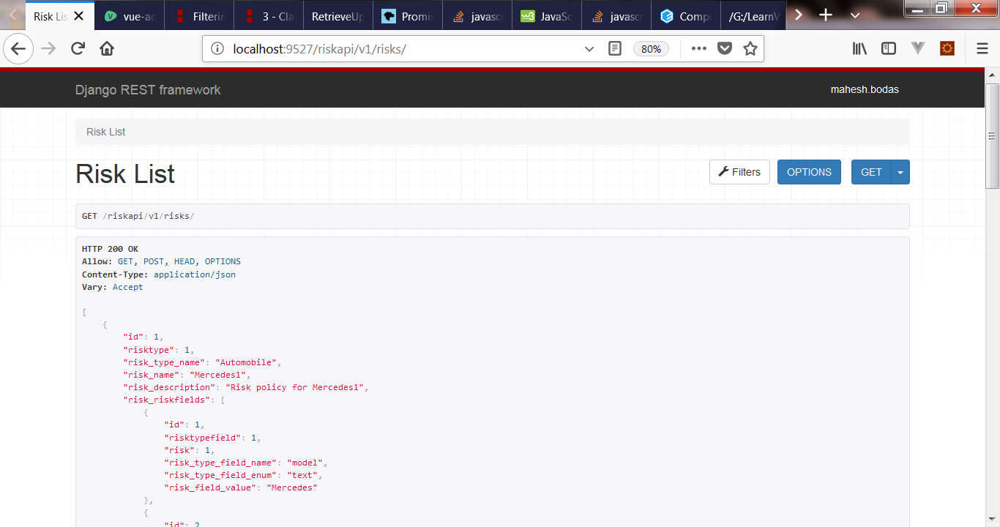 Risk Lis
vue-ad
Filterin
3 - Cla
RetrieveUp
Promis
javascr
JavaSc
javascr
Compo
/G:/LearnV
localhost:9527/riskapi/v1/risks/
80%
Django REST framework
mahesh.bodas
Risk List
Risk List
Filters
OPTIONS
GET
GET /riskapi/v1/risks/
HTTP 200 OK
Allow: GET, POST, HEAD, OPTIONS
Content-Type: application/json
Vary: Accept
[
{
"id": 1,
"risktype": 1,
"risk_type_name": "Automobile",
"risk_name": "Mercedes1",
"risk_description": "Risk policy for Mercedes1",
"risk_riskfields": [
{
"id": 1,
"risktypefield": 1,
"risk": 1,
"risk_type_field_name": "model",
"risk_type_field_enum": "text",
"risk_field_value": "Mercedes"
},
{
"id": 2,